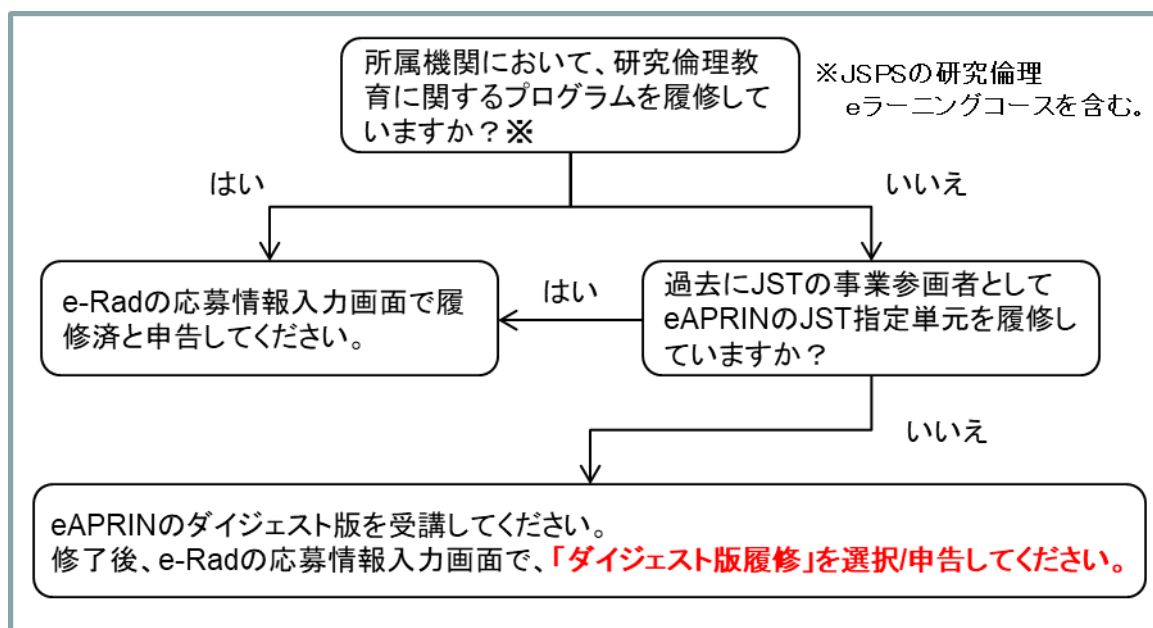 所属機関において、研究倫理教
育に関するプログラムを履修して
いますか？※
※JSPSの研究倫理
eラーニングコースを含む。
はい
いいえ
e-Radの応募情報入力画面で履
修済と申告してください。
はい
過去にJSTの事業参画者として
eAPRINのJST指定単元を履修し
ていますか？
いいえ
eAPRINのダイジェスト版を受講してください。
修了後、e-Radの応募情報入力画面で、「ダイジェスト版履修」を選択/申告してください。